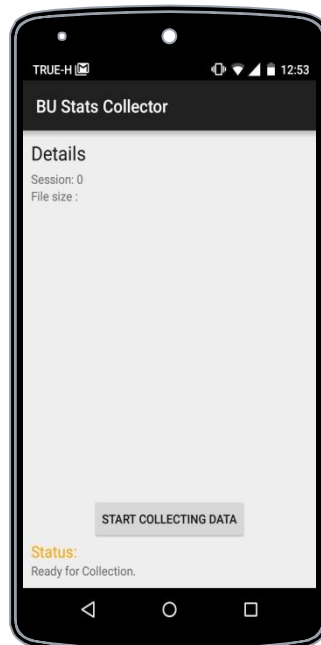 TRUE-H 12:53
BU Stats Collector
Details
Session: 0
File size :
START COLLECTING DATA
Status:
Ready for Collection.